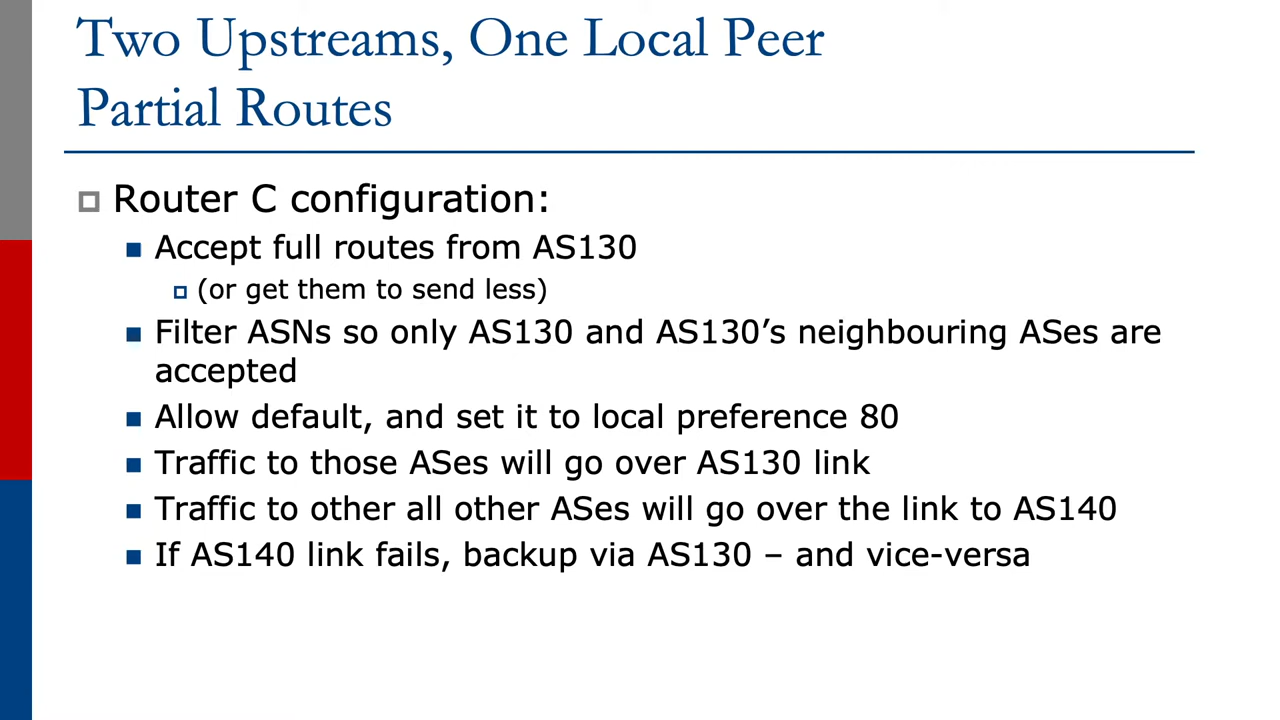 Two Upstreams, One Local Peer
Partial Routes
Router C configuration:
Accept full routes from AS130
(or get them to send less)
Filter ASNs so only AS130 and AS130’s neighbouring ASes are
accepted
Allow default, and set it to local preference 80
Traffic to those ASes will go over AS130 link
Traffic to other all other ASes will go over the link to AS140
If AS140 link fails, backup via AS130 – and vice-versa